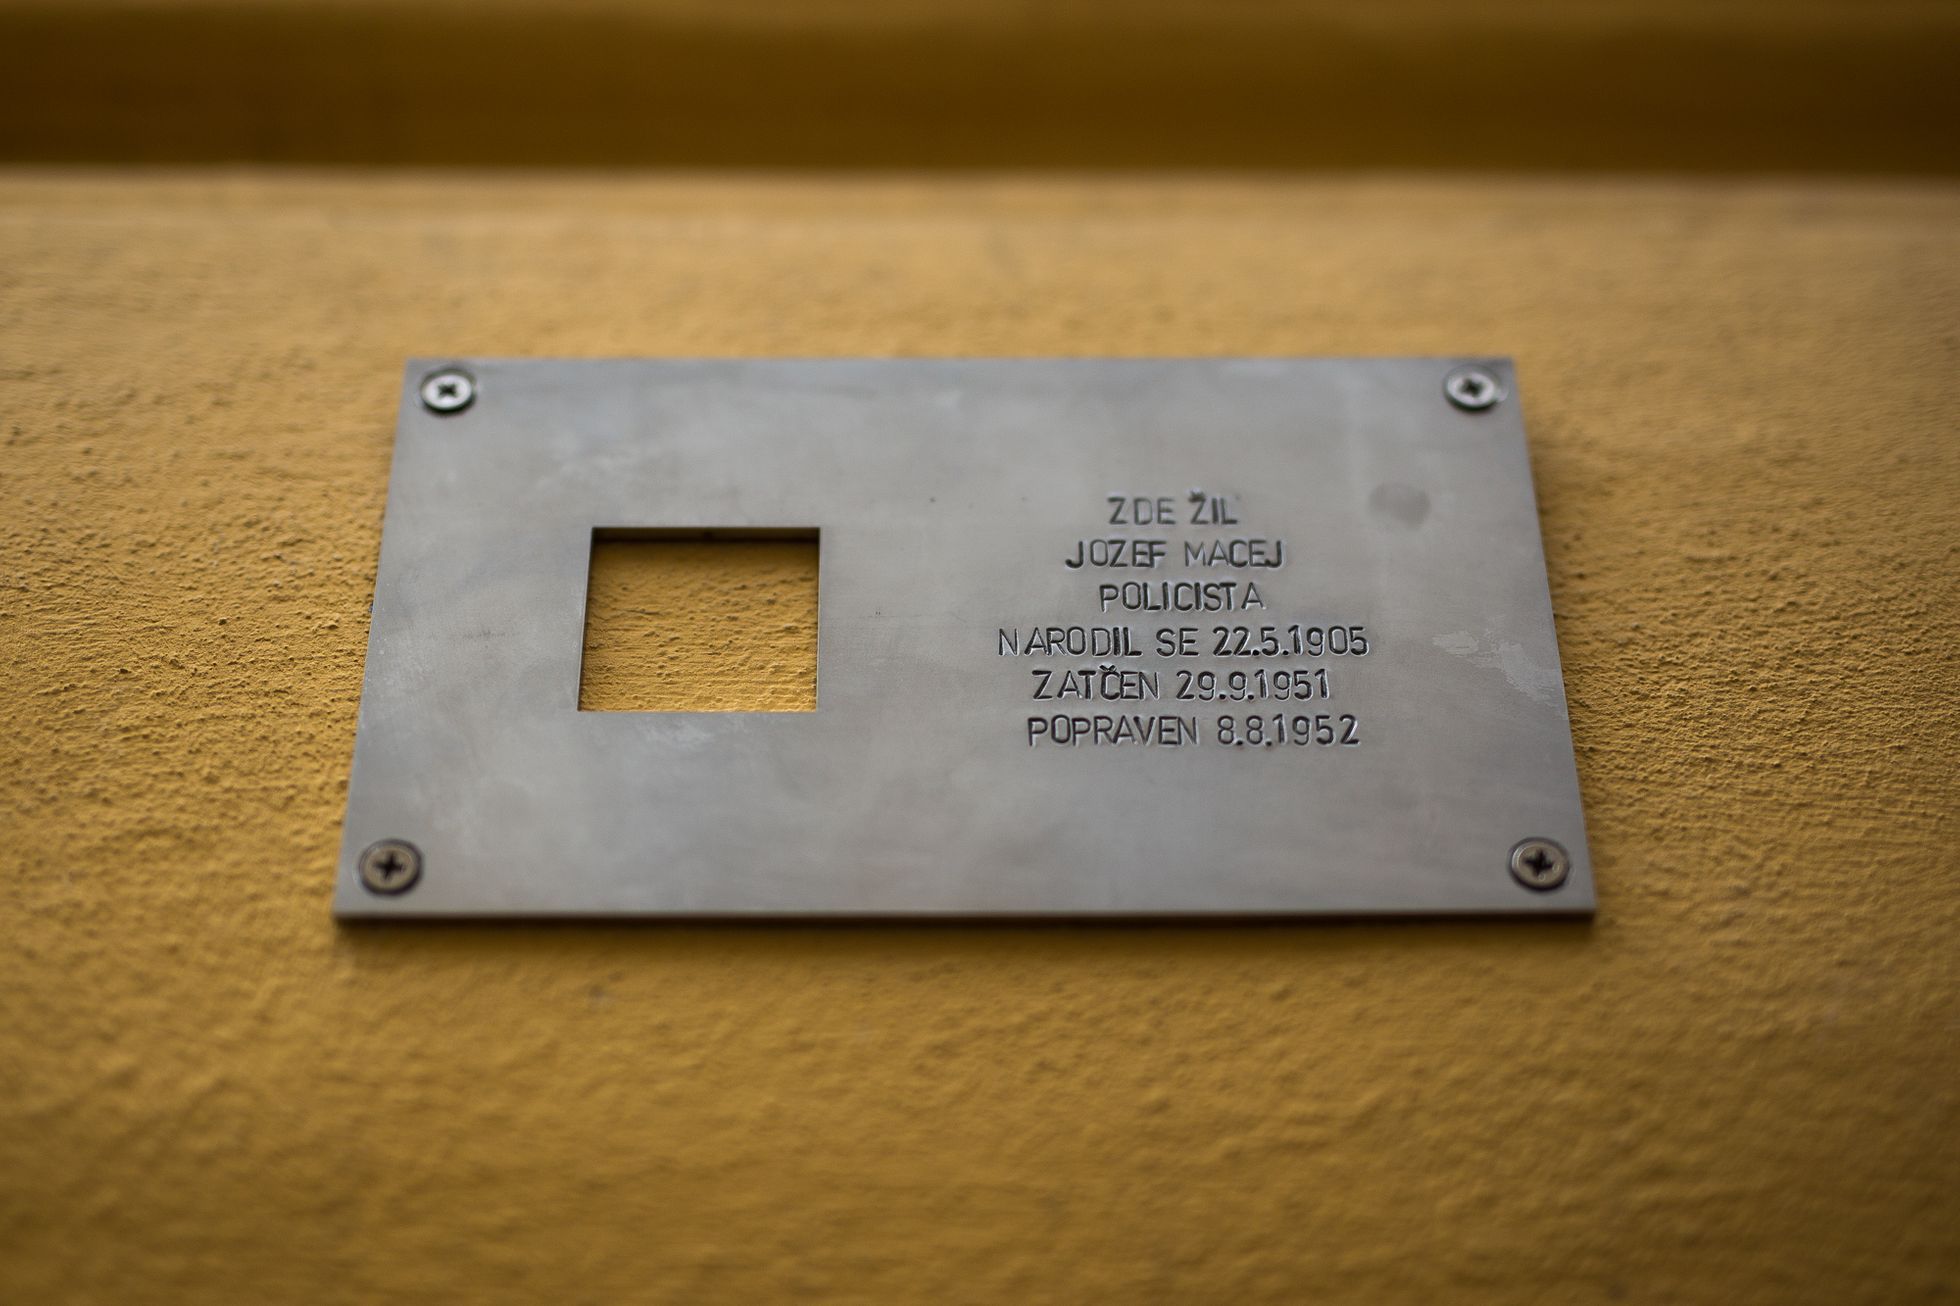 ZDE ŽIL
JOZEF MACEJ
POLICISTA
NARODIL SE 22.5.1905
ZATČEN 29.9.1951
POPRAVEN 8.8.1952